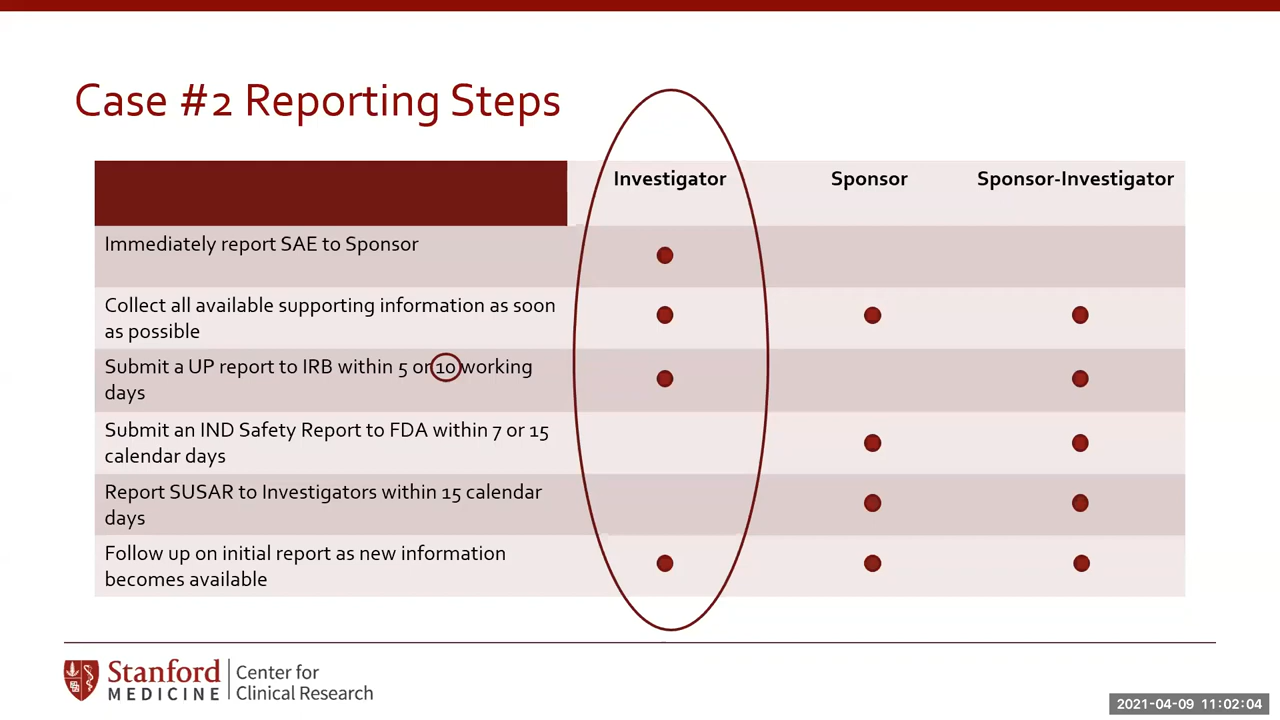 Case #2 Reporting Steps
Investigator
Sponsor
Sponsor-Investigator
Immediately report SAE to Sponsor
Collect all available supporting information as soon
as possible
Submit a UP report to IRB within 5 or 10 working
days
Submit an IND Safety Report to FDA within 7 or 15
calendar days
Report SUSAR to Investigators within 15 calendar
days
Follow up on initial report as new information
becomes available
Stanford
MEDICINE
Center for
Clinical Research
2021-04-09 11:02:04